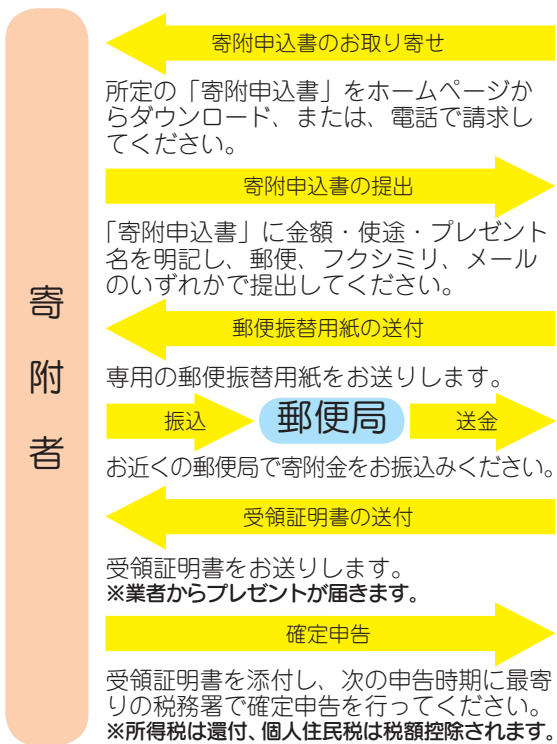 寄附者
寄附申込書のお取り寄せ
所定の「寄附申込書」をホームページか
らダウンロード、または、電話で請求し
てください。
寄附申込書の提出
「寄附申込書」に金額・使途・プレゼント
名を明記し、郵便、フクシミリ、メール
のいずれかで提出してください。
郵便振替用紙の送付
専用の郵便振替用紙をお送りします。
振込 郵便局 送金
お近くの郵便局で寄附金をお振込みください。
受領証明書の送付
受領証明書をお送りします。
※業者からプレゼントが届きます。
確定申告
受領証明書を添付し、次の申告時期に最寄
りの税務署で確定申告を行ってください。
※所得税は還付、個人住民税は税額控除されます。